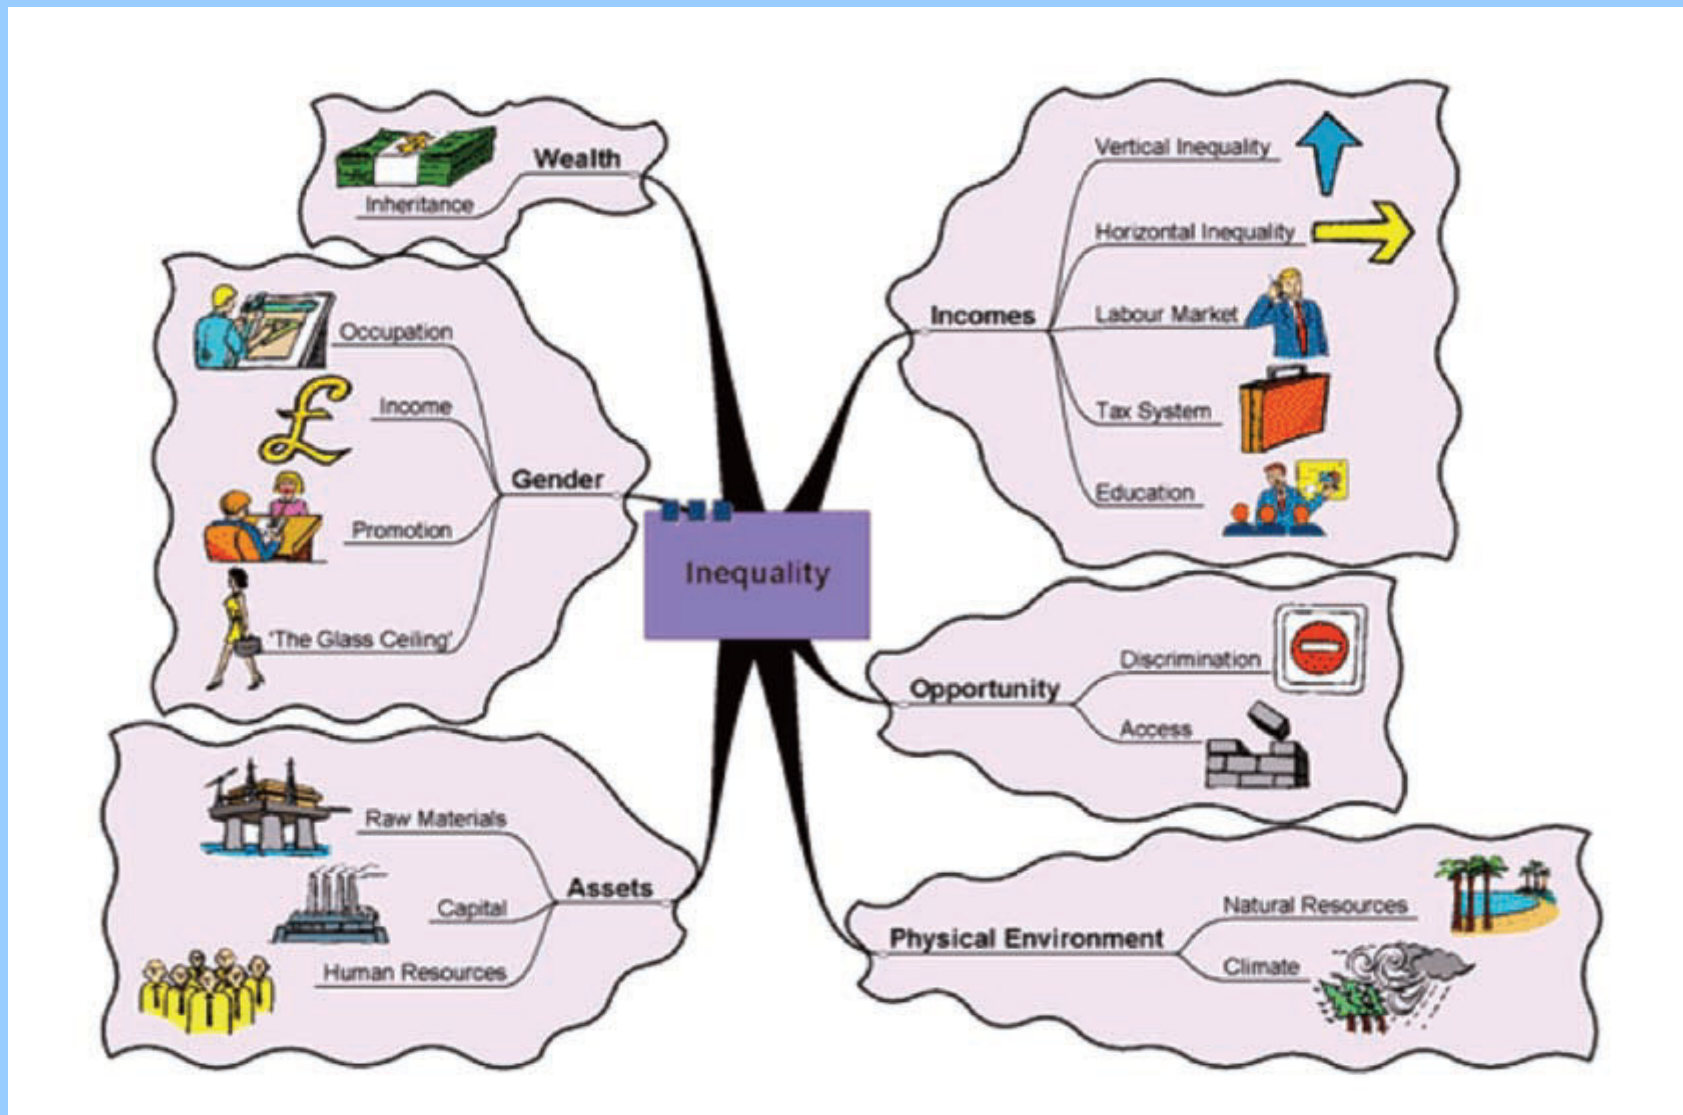 Wealth
Inheritance
Gender
Occupation
Income
Promotion
'The Glass Ceiling'
Assets
Raw Materials
Capital
Human Resources
Inequality
Incomes
Vertical Inequality
Horizontal Inequality
Labour Market
Tax System
Education
Opportunity
Discrimination
Access
Physical Environment
Natural Resources
Climate